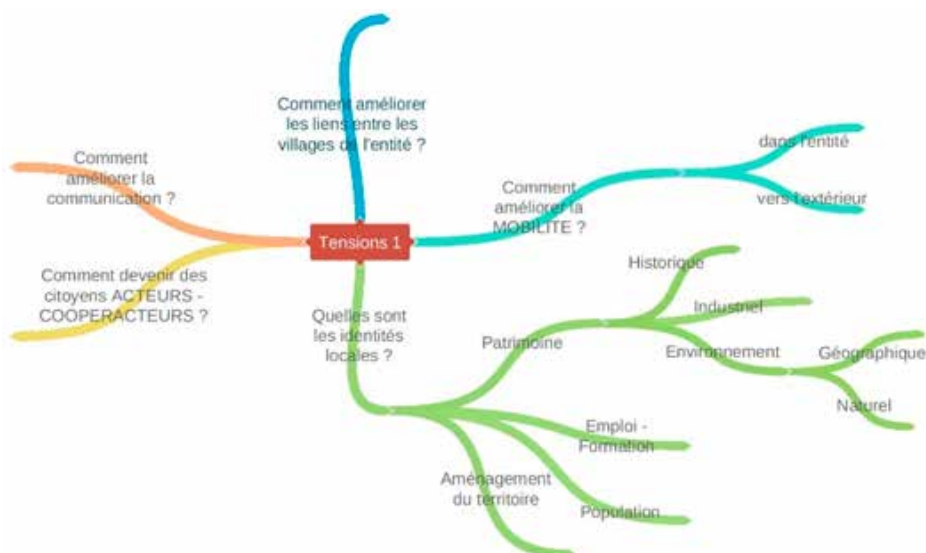 Comment améliorer
les liens entre les
villages de l'entité ?
Comment
améliorer la
communication ?
Comment devenir des
citoyens ACTEURS -
COOPERACTEURS ?
Tensions 1
Comment
améliorer la
MOBILITE ?
dans l'entité
vers l'extérieur
Quelles sont
les identités
locales ?
Patrimoine
Historique
Industriel
Environnement
Géographique
Naturel
Emploi -
Formation
Population
Aménagement
du territoire